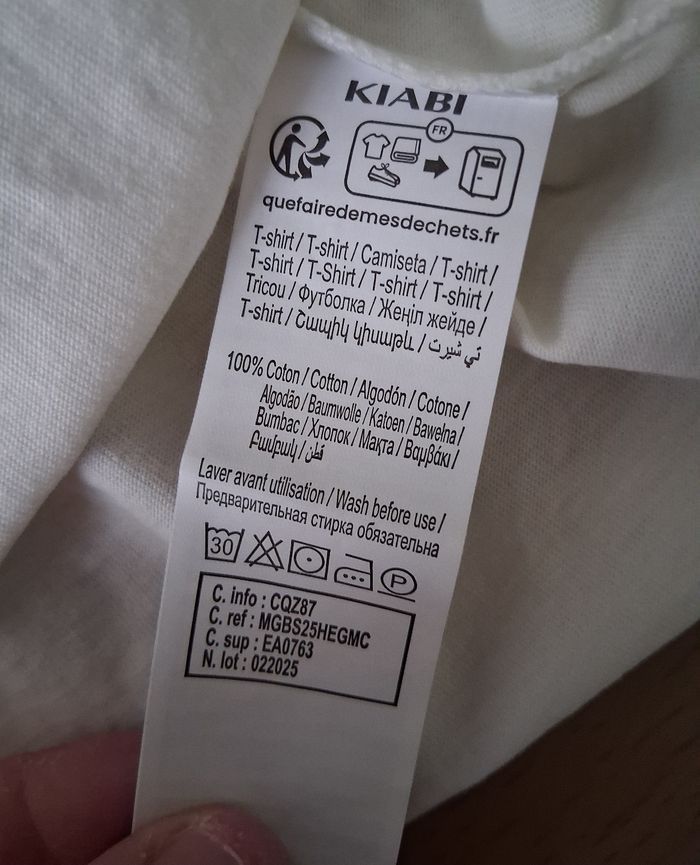 KIABI
FR
quefairedemesdechets.fr
T-shirt / T-shirt / Camiseta / T-shirt /
T-shirt / T-Shirt / T-shirt / T-shirt /
Tricou / Футболка / Жеңіл жейде /
T-shirt / Շապիկ կիսաթև / تي شيرت
100% Coton / Cotton / Algodón / Cotone /
Algodão / Baumwolle / Katoen / Bawełna /
Bumbac / Хлопок / Мақта / Βαμβάκι /
Բամբակ / قطن
Laver avant utilisation / Wash before use /
Предварительная стирка обязательна
30 P
C. info : CQZ87
C. ref : MGBS25HEGMC
C. sup : EA0763
N. lot : 022025